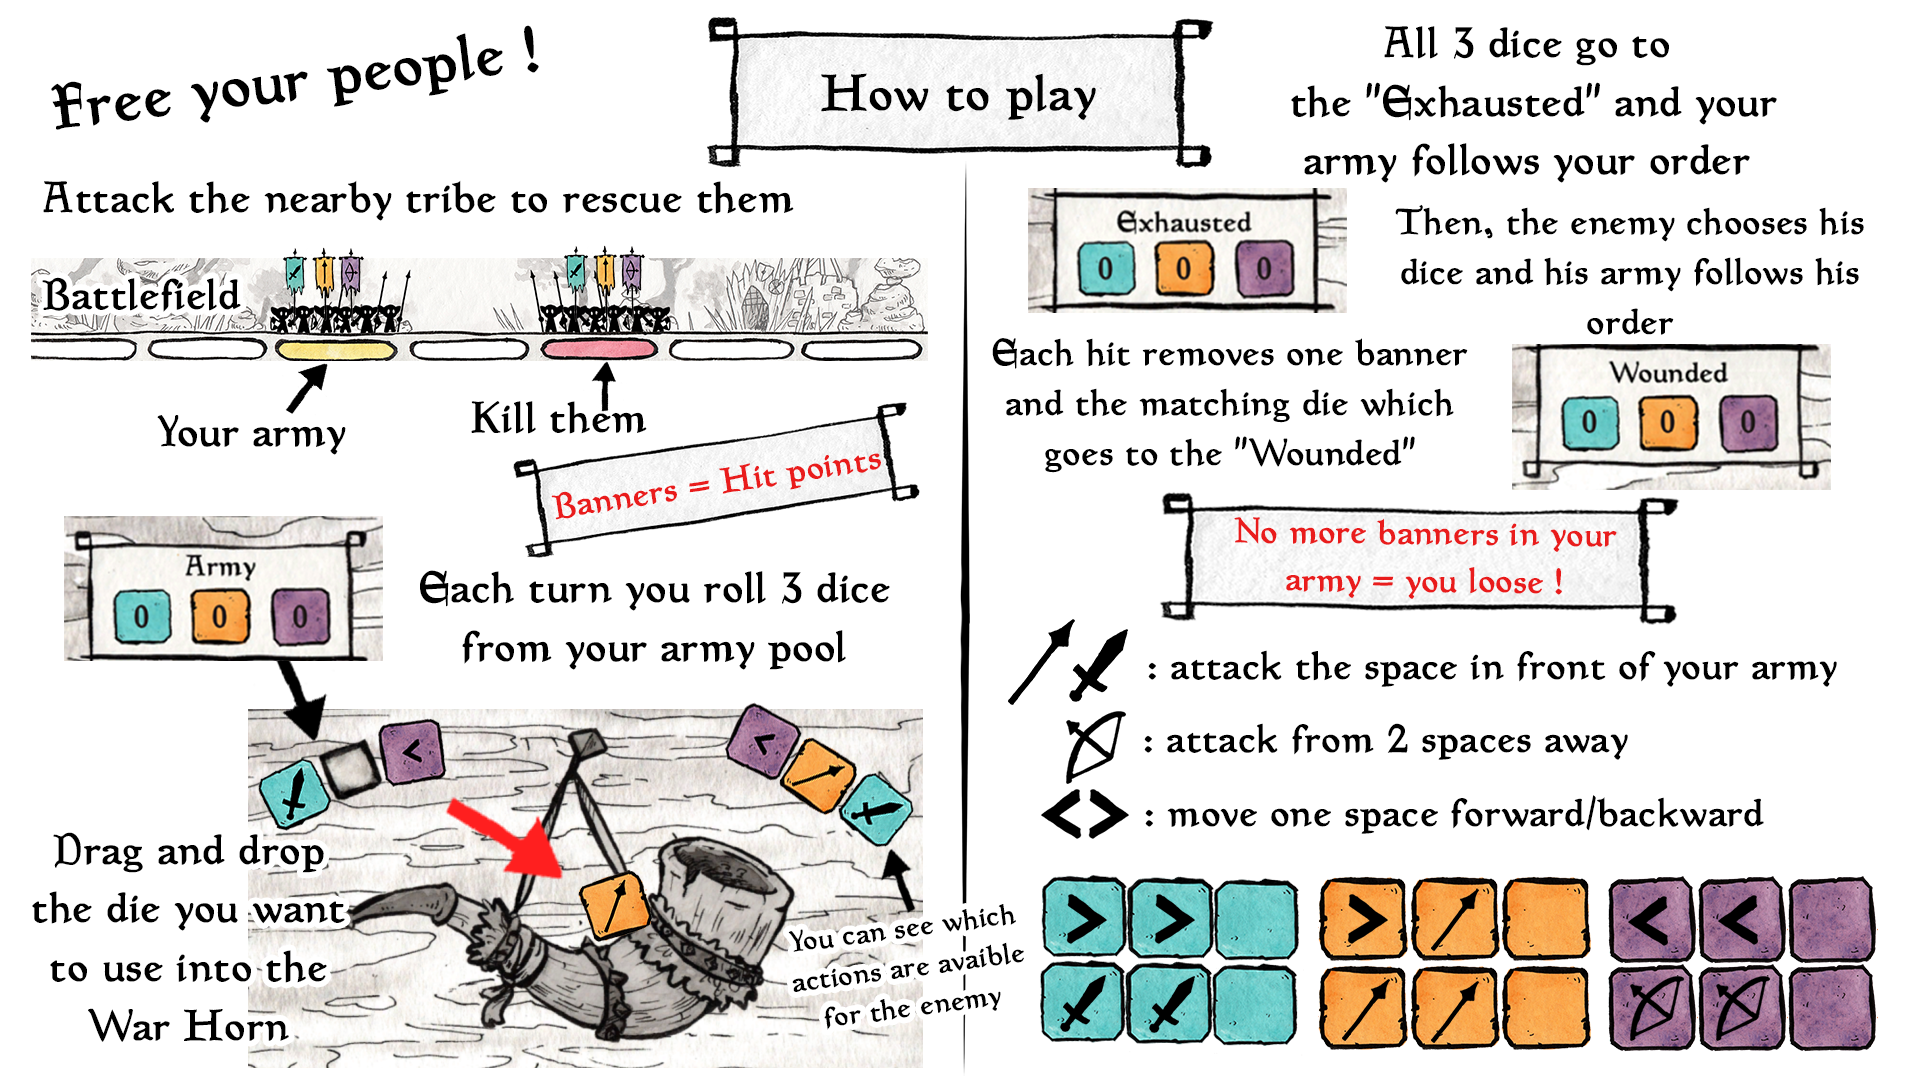 Free your people !
How to play
Attack the nearby tribe to rescue them
Battlefield
Your army
Kill them
Banners = Hit points
Army
0 0 0
Each turn you roll 3 dice
from your army pool
Drag and drop
the die you want
to use into the
War Horn
You can see which
actions are avaible
for the enemy
All 3 dice go to
the "Exhausted" and your
army follows your order
Exhausted
0 0 0
Then, the enemy chooses his
dice and his army follows his
order
Each hit removes one banner
and the matching die which
goes to the "Wounded"
Wounded
0 0 0
No more banners in your
army = you loose !
: attack the space in front of your army
: attack from 2 spaces away
<> : move one space forward/backward